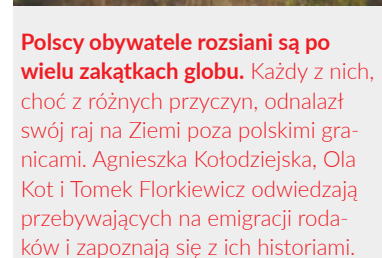 Polscy obywatele rozsiani są po
wielu zakątkach globu. Każdy z nich,
choć z różnych przyczyn, odnalazł
swój raj na Ziemi poza polskimi gra-
nicami. Agnieszka Kołodziejska, Ola
Kot i Tomek Florkiewicz odwiedzają
przebywających na emigracji roda-
ków i zapoznają się z ich historiami.